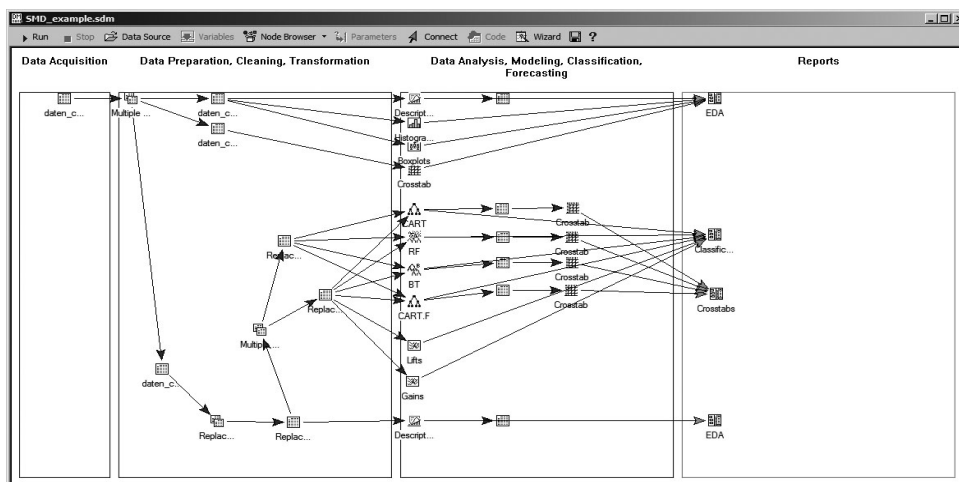 SMD_example.sdm
Run Stop Data Source Variables Node Browser Parameters Connect Code Wizard ?
Data Acquisition
Data Preparation, Cleaning, Transformation
Data Analysis, Modeling, Classification,
Forecasting
Reports
daten_c...
Multiple ...
daten_c...
daten_c...
Descript...
Histogra...
Boxplots
Crosstab
EDA
CART
Crosstab
RF
Crosstab
BT
Crosstab
CART.F
Crosstab
Classific...
Crosstabs
Replac...
Replac...
Multiple ...
Lifts
Gains
daten_c...
Replac...
Replac...
Descript...
EDA